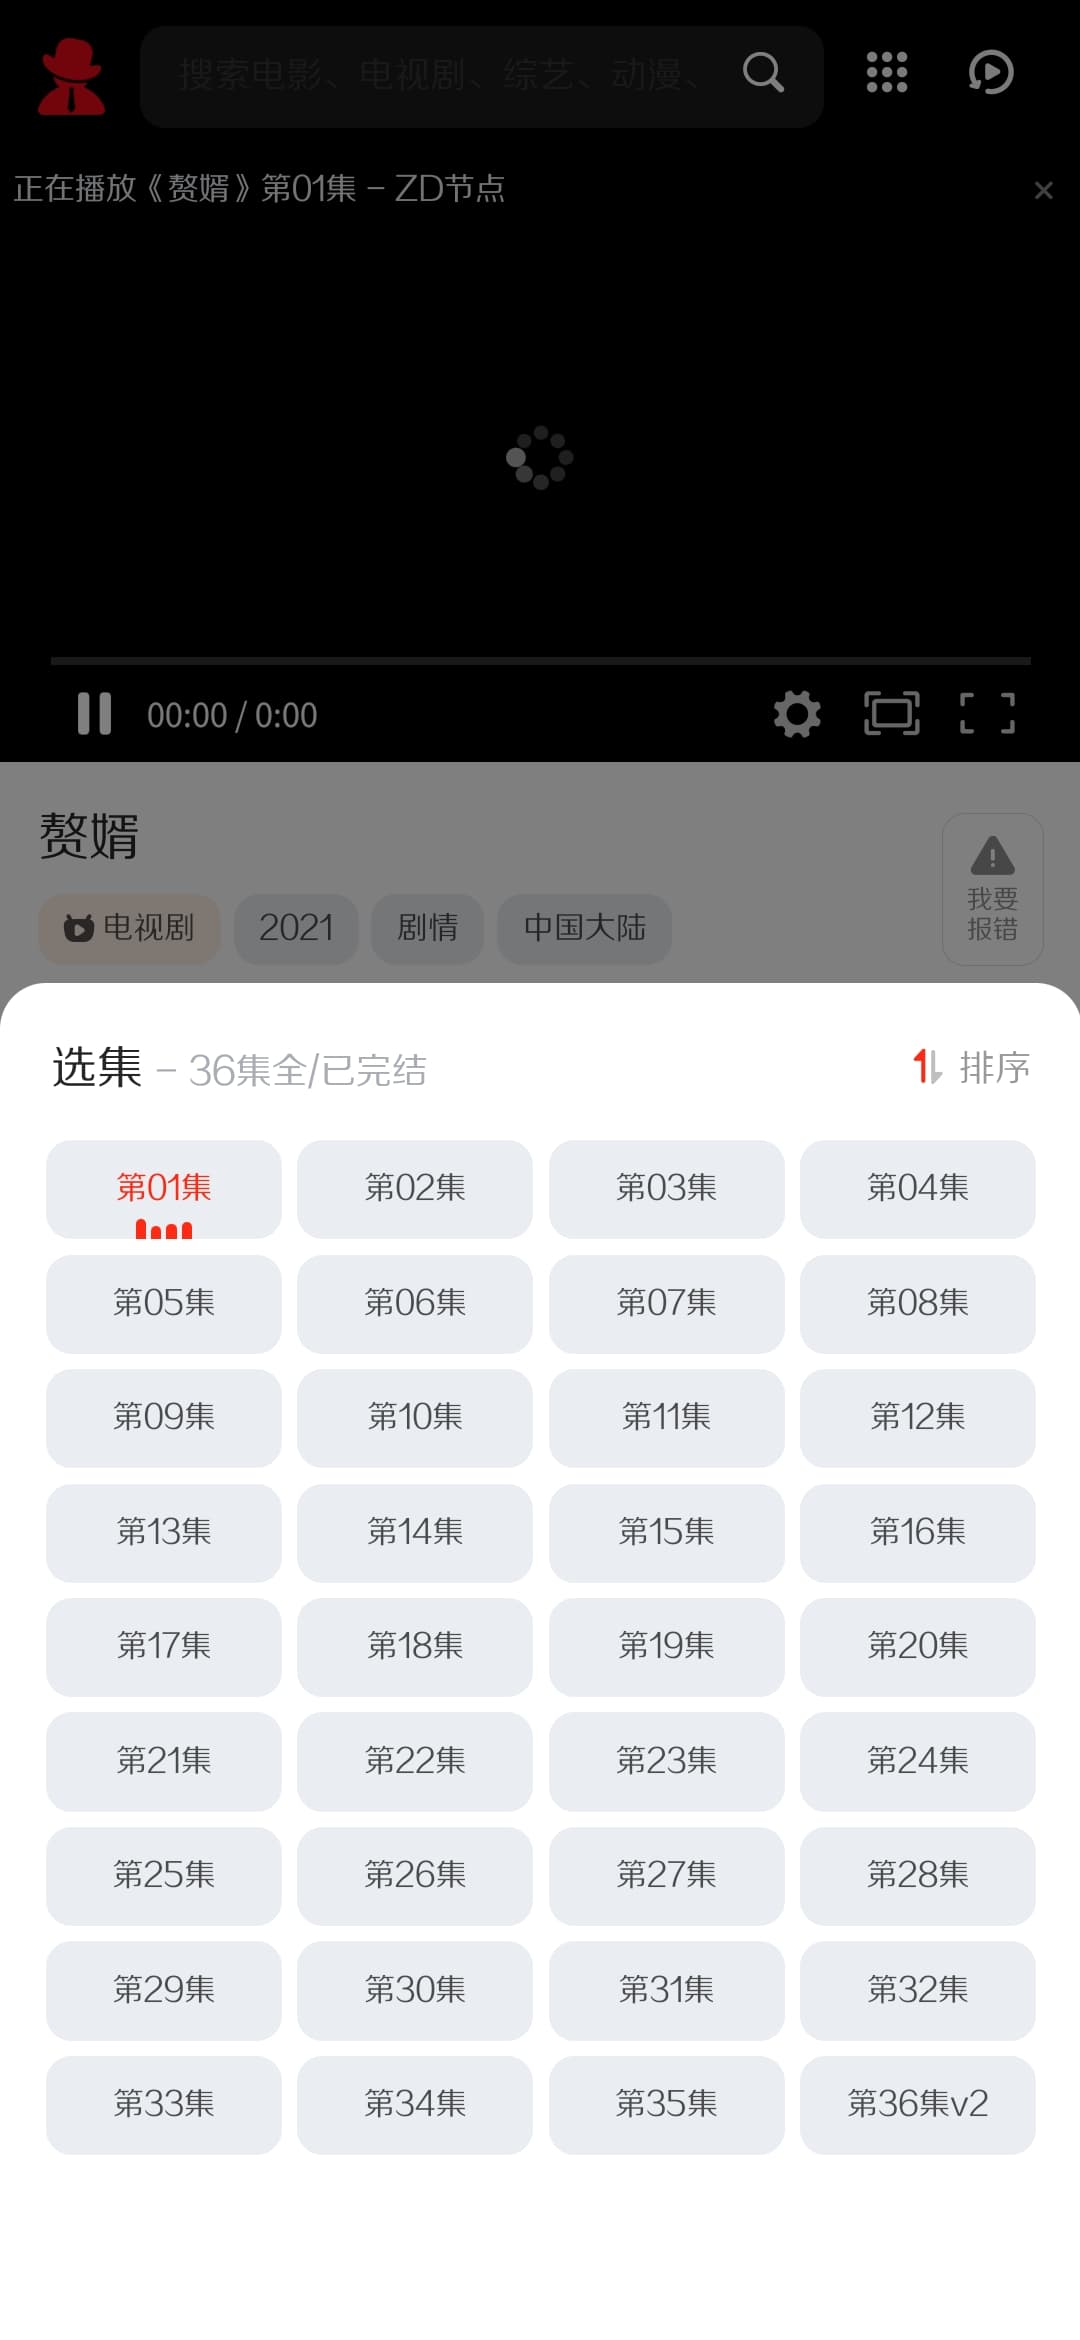 搜索电影、电视剧、综艺、动漫、
正在播放《赘婿》第01集 – ZD节点
00:00 / 0:00
赘婿
电视剧 2021 剧情 中国大陆
我要
报错
选集 – 36集全/已完结
排序
第01集 第02集 第03集 第04集
第05集 第06集 第07集 第08集
第09集 第10集 第11集 第12集
第13集 第14集 第15集 第16集
第17集 第18集 第19集 第20集
第21集 第22集 第23集 第24集
第25集 第26集 第27集 第28集
第29集 第30集 第31集 第32集
第33集 第34集 第35集 第36集v2